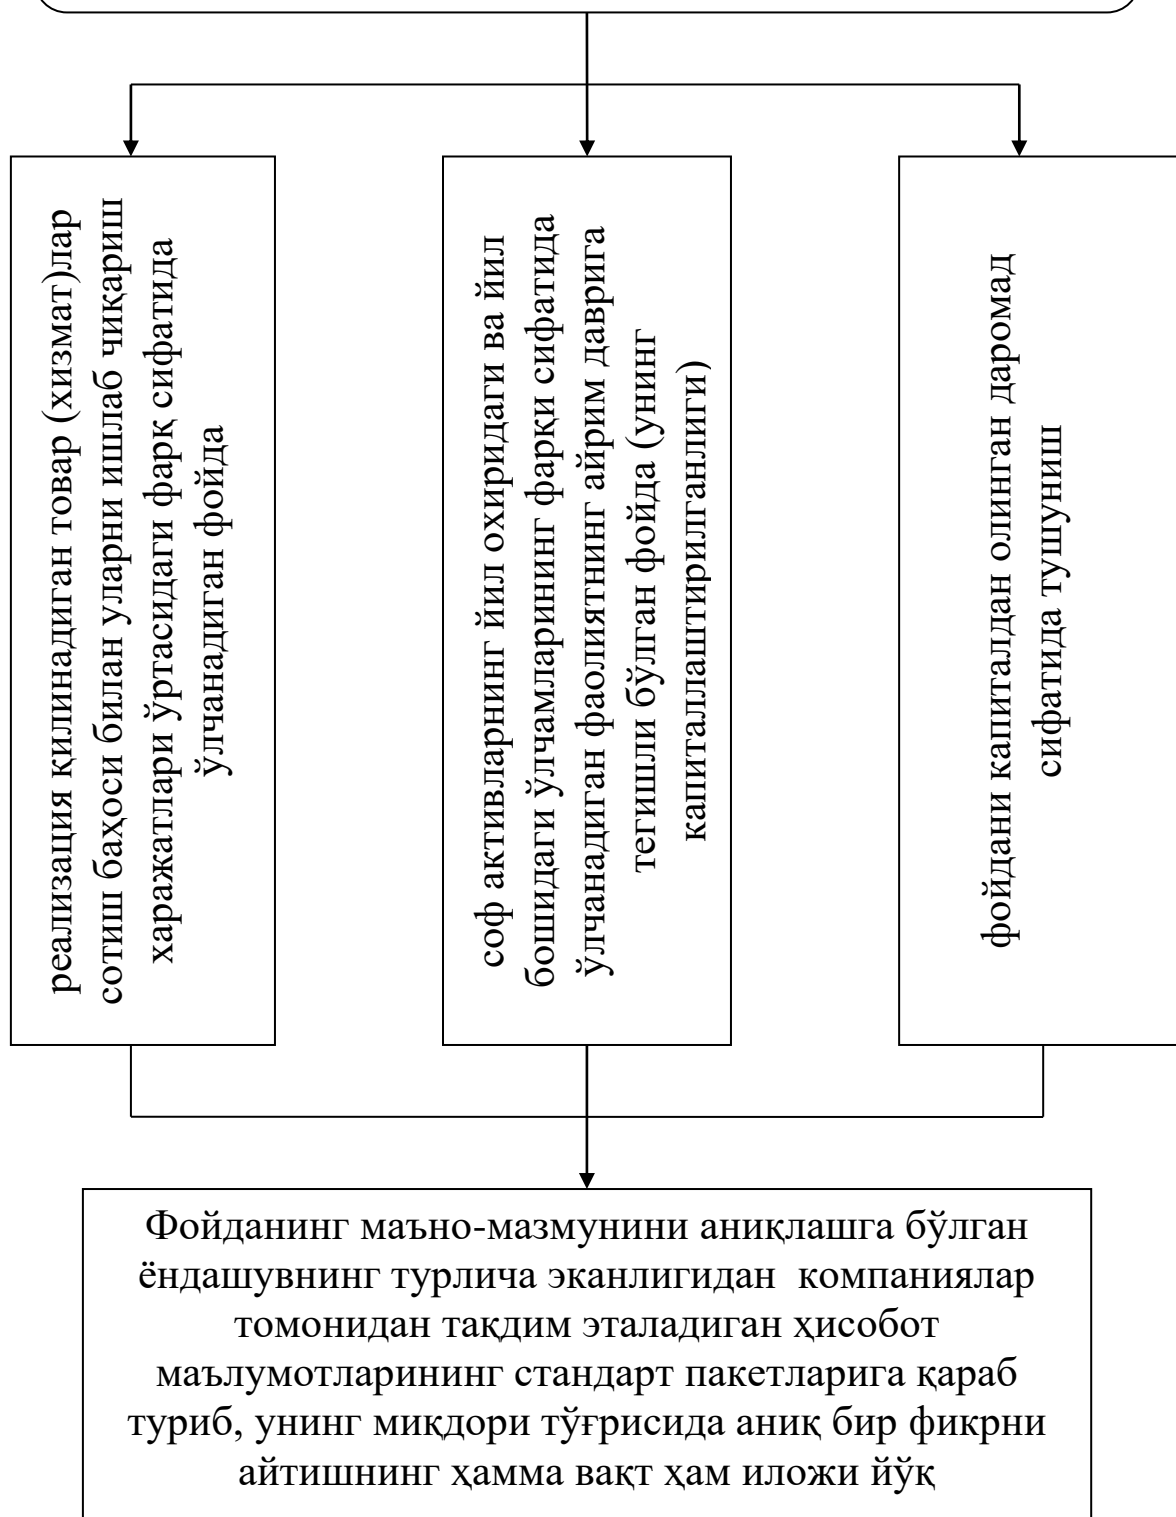 реализация қилинадиган товар (хизмат)лар
сотиш баҳоси билан уларни ишлаб чиқариш
харажатлари ўртасидаги фарқ сифатида
ўлчанадиган фойда
соф активларнинг йил охиридаги ва йил
бошидаги ўлчамларининг фарқи сифатида
ўлчанадиган фаолиятнинг айрим даврига
тегишли бўлган фойда (унинг
капиталлаштирилганлиги)
фойдани капиталдан олинган даромад
сифатида тушуниш
Фойданинг маъно-мазмунини аниқлашга бўлган
ёндашувнинг турлича эканлигидан компаниялар
томонидан тақдим эталадиган ҳисобот
маълумотларининг стандарт пакетларига қараб
туриб, унинг миқдори тўғрисида аниқ бир фикрни
айтишнинг ҳамма вақт ҳам иложи йўқ